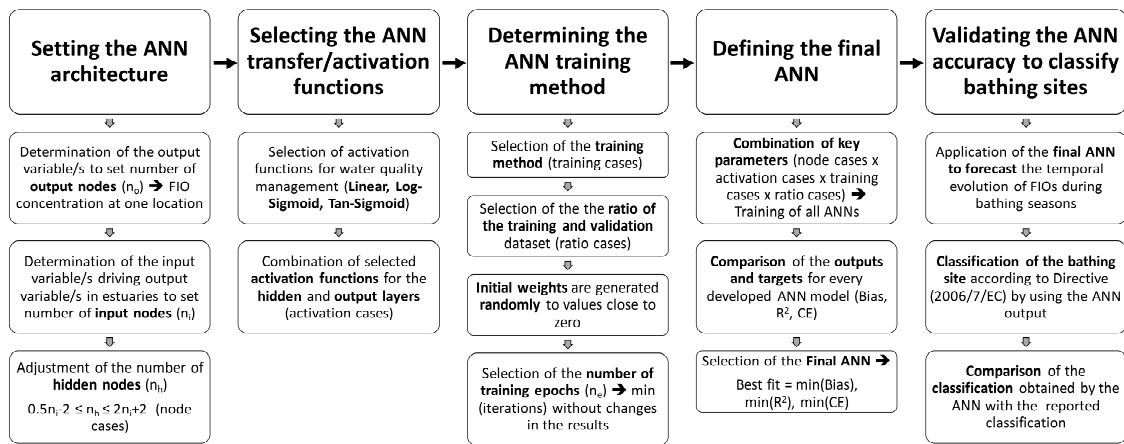 Setting the ANN
architecture
Determination of the output
variable/s to set number of
output nodes (nₒ) ➔ FIO
concentration at one location
Determination of the input
variable/s driving output
variable/s in estuaries to set
number of input nodes (nᵢ)
Adjustment of the number of
hidden nodes (nₕ)
0.5nᵢ-2 ≤ nₕ ≤ 2nᵢ+2 (node
cases)
Selecting the ANN
transfer/activation
functions
Selection of activation
functions for water quality
management (Linear, Log-
Sigmoid, Tan-Sigmoid)
Combination of selected
activation functions for the
hidden and output layers
(activation cases)
Determining the
ANN training
method
Selection of the training
method (training cases)
Selection of the the ratio of
the training and validation
dataset (ratio cases)
Initial weights are generated
randomly to values close to
zero
Selection of the number of
training epochs (nₑ) ➔ min
(iterations) without changes
in the results
Defining the final
ANN
Combination of key
parameters (node cases x
activation cases x training
cases x ratio cases) ➔
Training of all ANNs
Comparison of the outputs
and targets for every
developed ANN model (Bias,
R², CE)
Selection of the Final ANN ➔
Best fit = min(Bias),
min(R²), min(CE)
Validating the ANN
accuracy to classify
bathing sites
Application of the final ANN
to forecast the temporal
evolution of FIOs during
bathing seasons
Classification of the bathing
site according to Directive
(2006/7/EC) by using the ANN
output
Comparison of the
classification obtained by the
ANN with the reported
classification